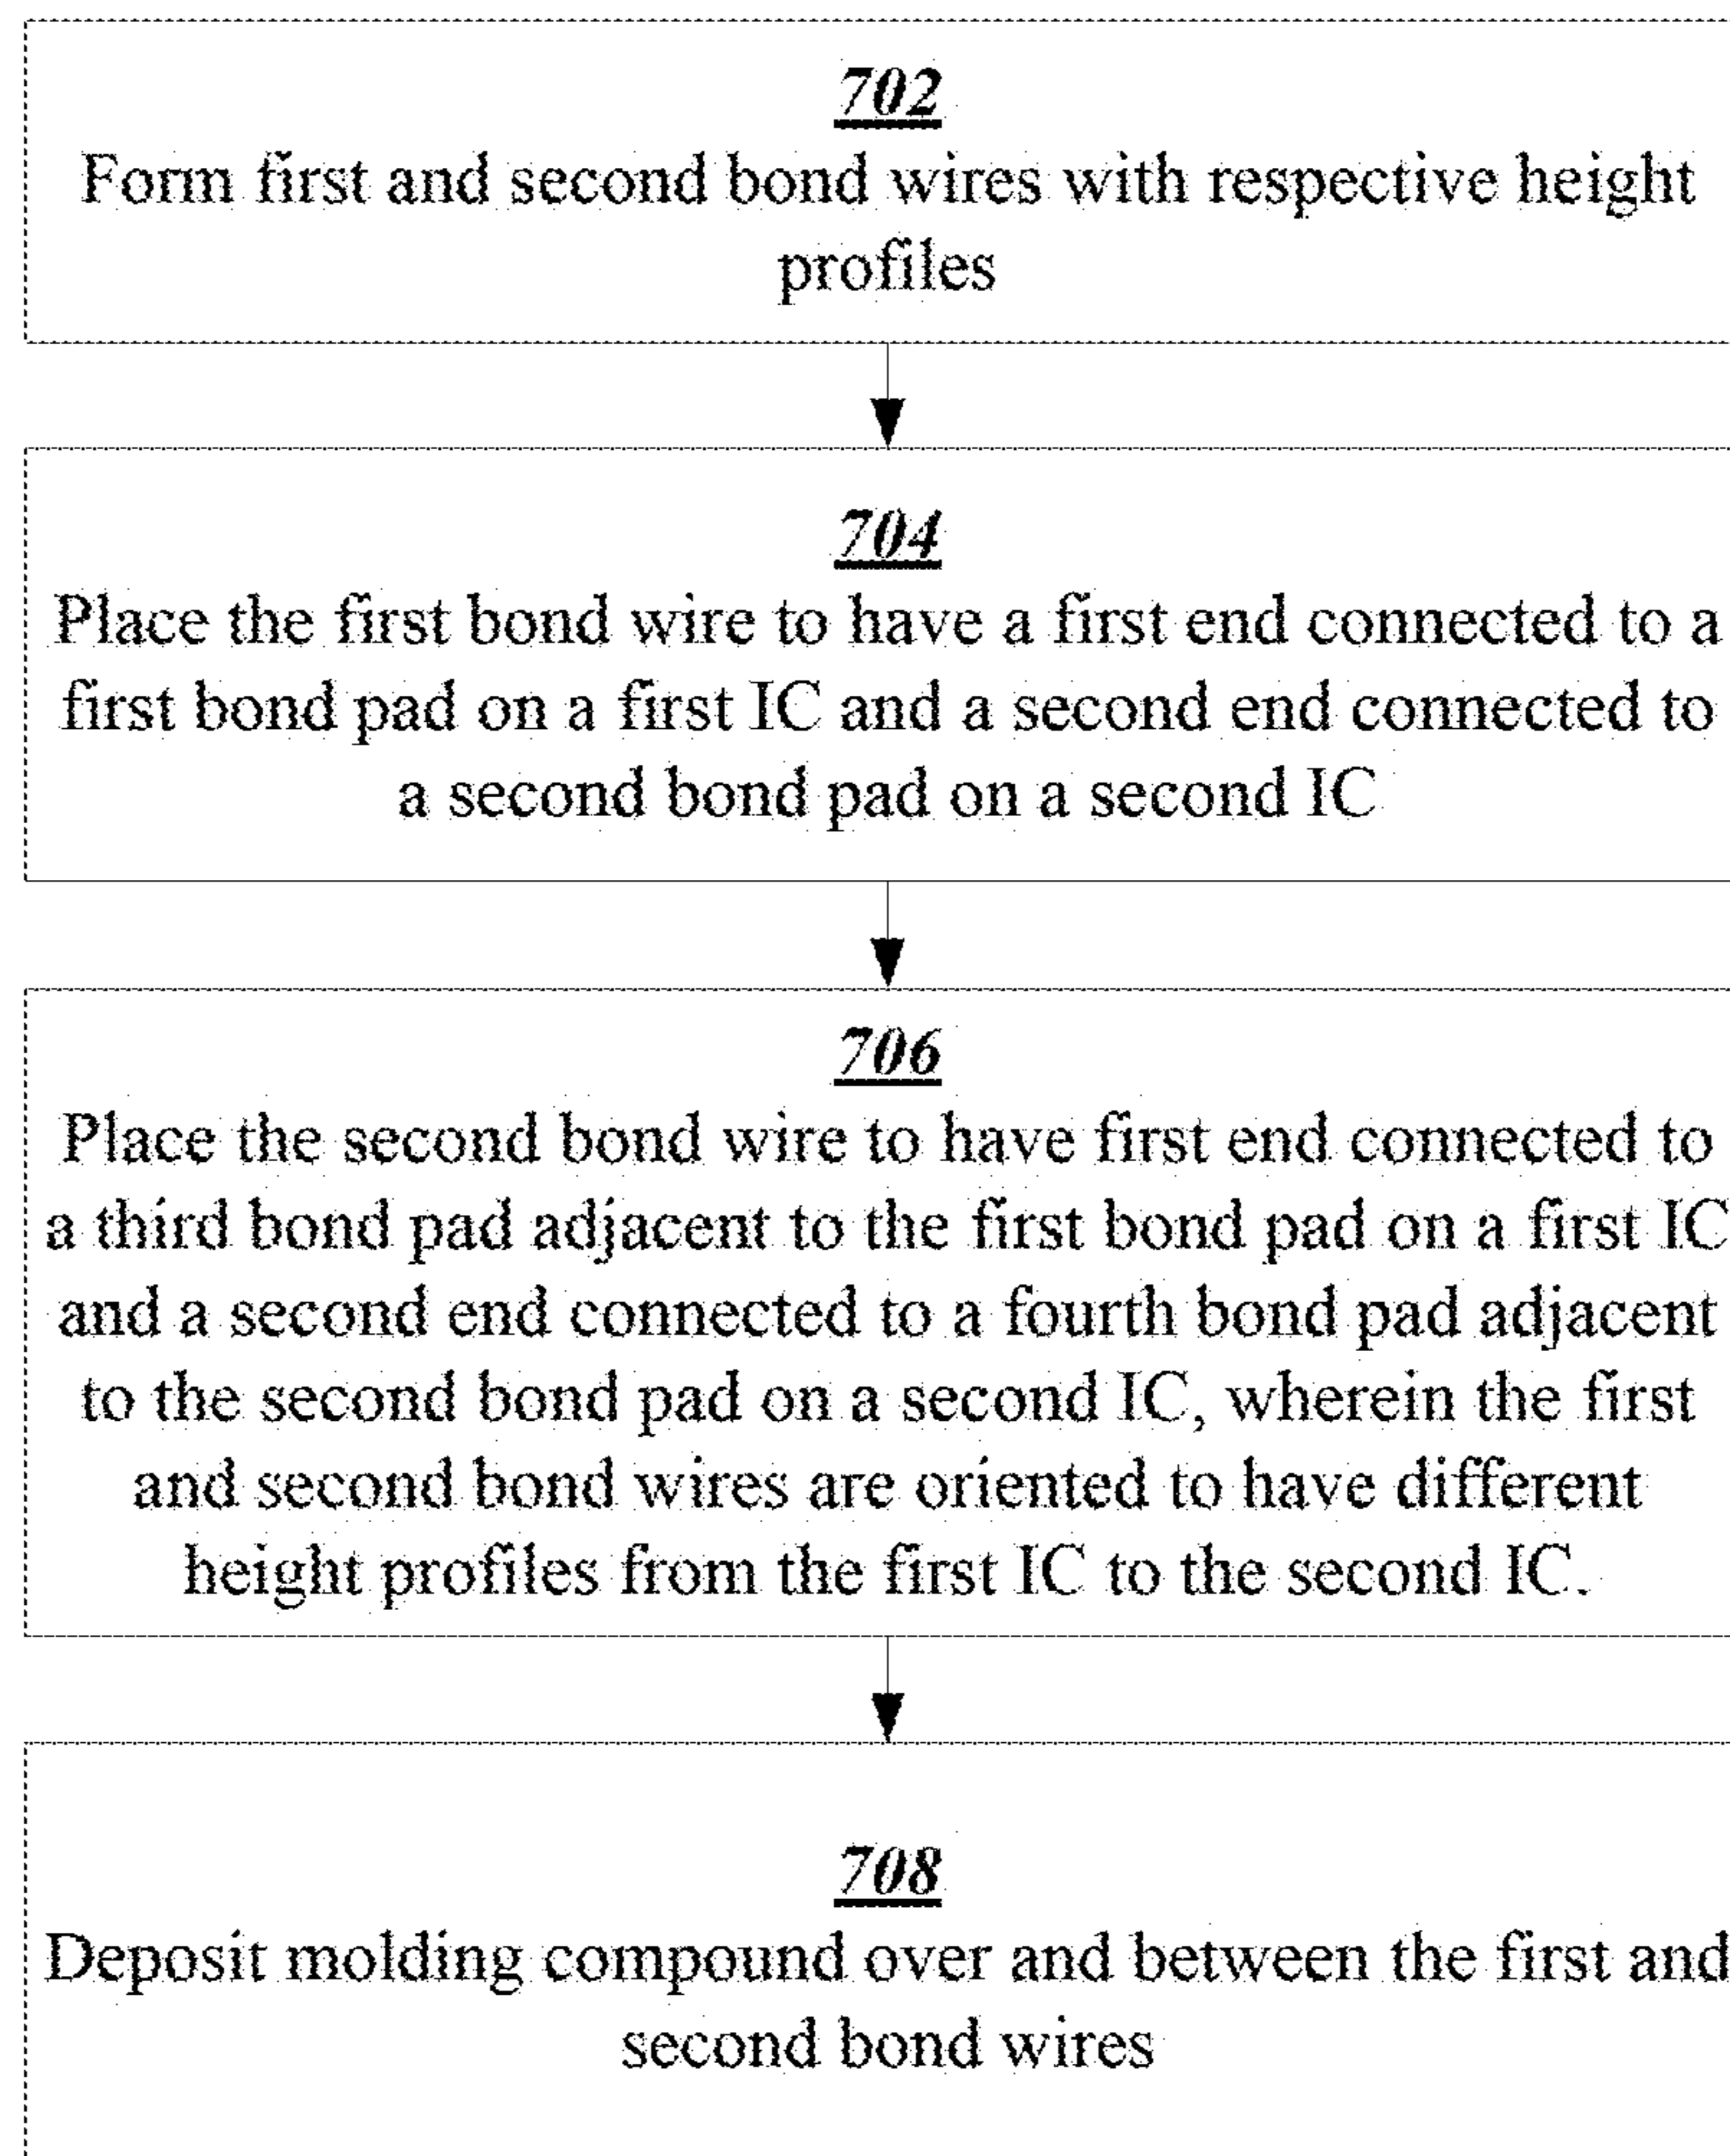 702
Form first and second bond wires with respective height
profiles
704
Place the first bond wire to have a first end connected to a
first bond pad on a first IC and a second end connected to
a second bond pad on a second IC
706
Place the second bond wire to have first end connected to
a third bond pad adjacent to the first bond pad on a first IC
and a second end connected to a fourth bond pad adjacent
to the second bond pad on a second IC, wherein the first
and second bond wires are oriented to have different
height profiles from the first IC to the second IC.
708
Deposit molding compound over and between the first and
second bond wires